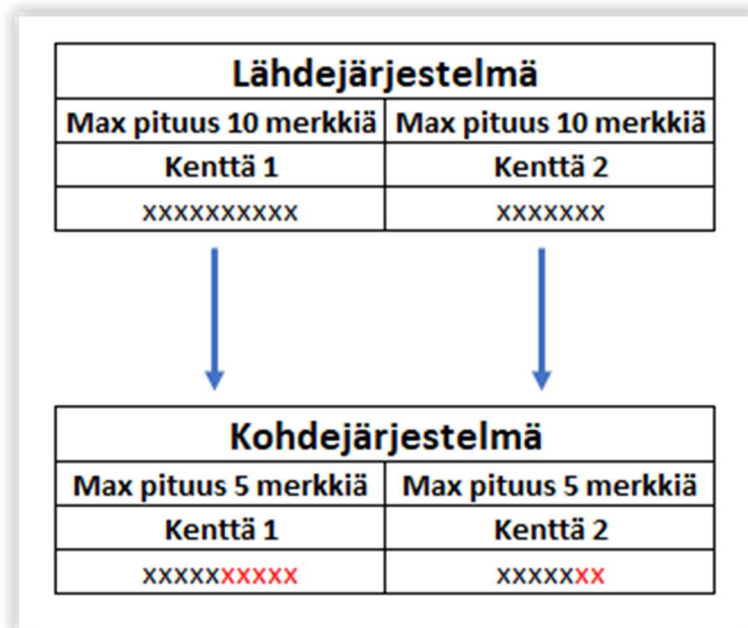 Lähdejärjestelmä
Max pituus 10 merkkiä Max pituus 10 merkkiä
Kenttä 1 Kenttä 2
xxxxxxxxxx xxxxxxx
Kohdejärjestelmä
Max pituus 5 merkkiä Max pituus 5 merkkiä
Kenttä 1 Kenttä 2
xxxxxxxxxx xxxxxxx